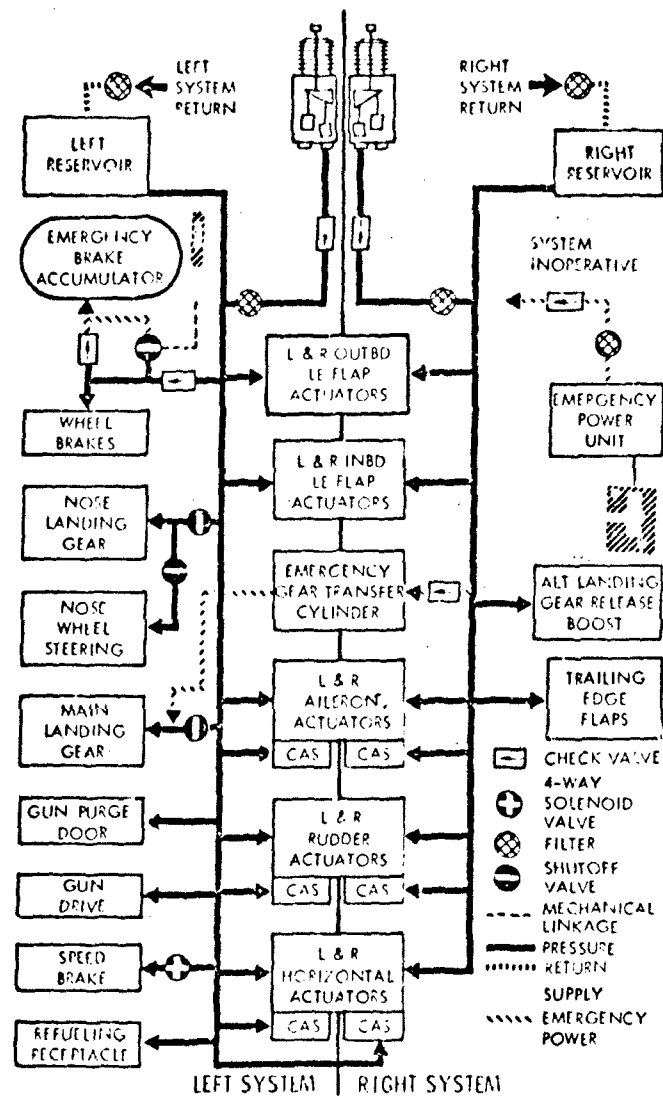 LEFT
SYSTEM
RETURN
RIGHT
SYSTEM
RETURN
LEFT
RESERVOIR
RIGHT
RESERVOIR
EMERGENCY
BRAKE
ACCUMULATOR
SYSTEM
INOPERATIVE
L & R OUTBD
LE FLAP
ACTUATORS
WHEEL
BRAKES
EMERGENCY
POWER
UNIT
L & R INBD
LE FLAP
ACTUATORS
NOSE
LANDING
GEAR
EMERGENCY
GEAR TRANSFER
CYLINDER
ALT LANDING
GEAR RELEASE
BOOST
NOSE
WHEEL
STEERING
L & R
AILERON
ACTUATORS
CAS
CAS
TRAILING
EDGE
FLAPS
MAIN
LANDING
GEAR
GUN PURGE
DOOR
L & R
RUDDER
ACTUATORS
CAS
CAS
GUN
DRIVE
SPEED
BRAKE
L & R
HORIZONTAL
ACTUATORS
CAS
CAS
REFUELING
RECEPTACLE
CHECK VALVE
4-WAY
SOLENOID
VALVE
FILTER
SHUTOFF
VALVE
MECHANICAL
LINKAGE
PRESSURE
RETURN
SUPPLY
EMERGENCY
POWER
LEFT SYSTEM
RIGHT SYSTEM